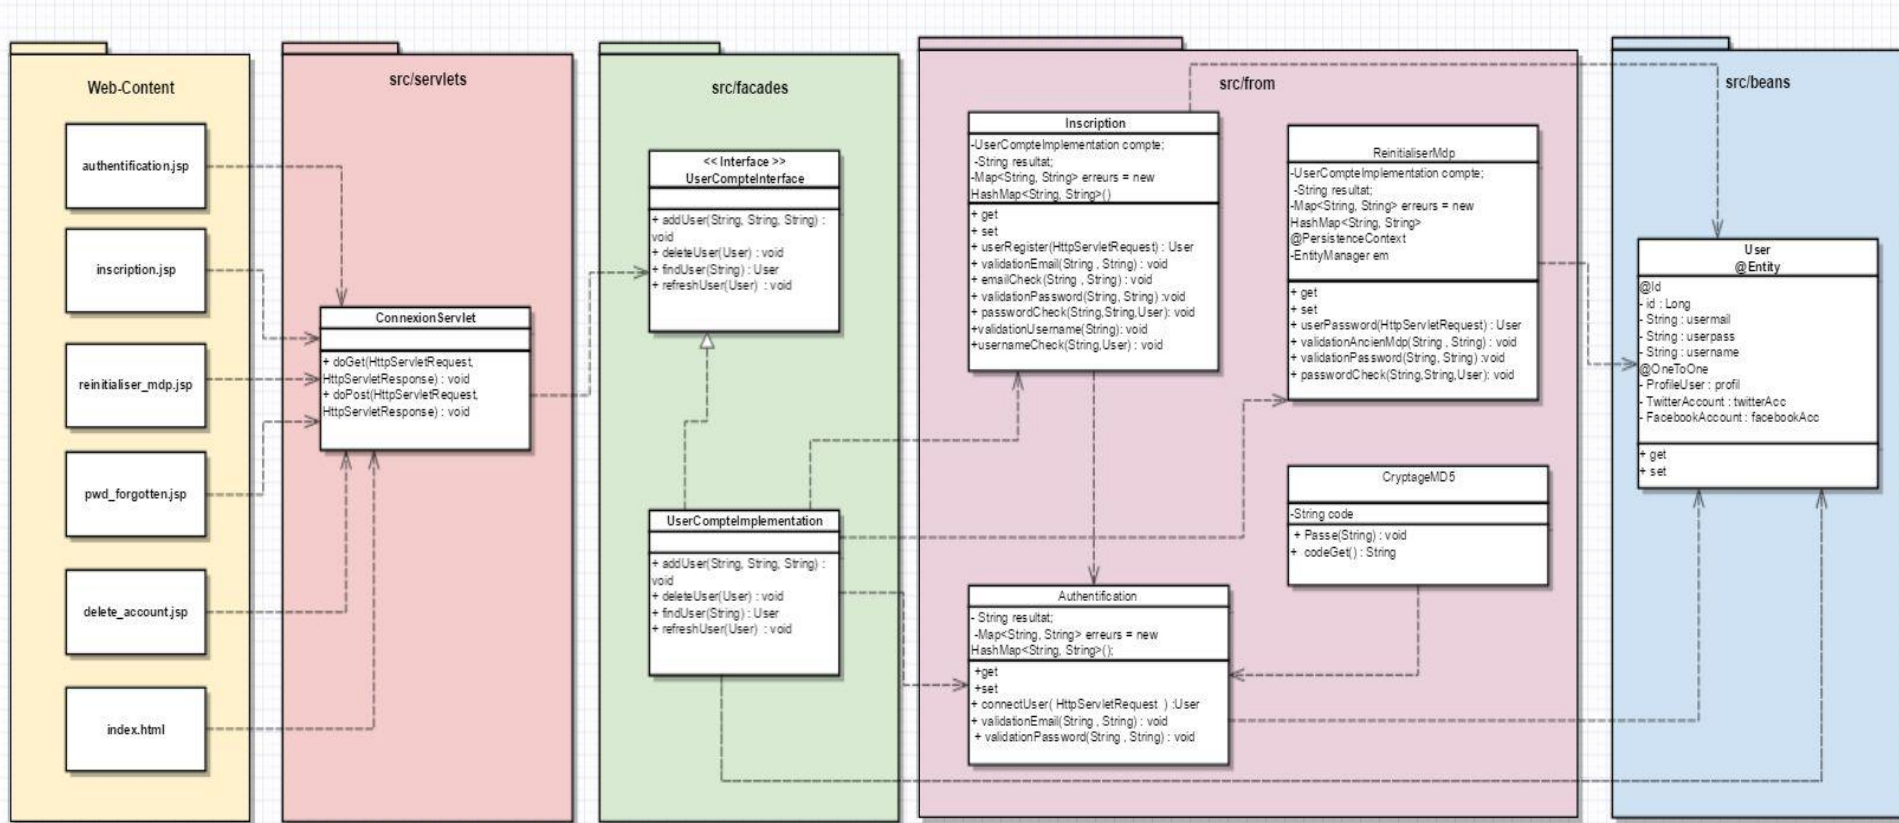 Web-Content
authentification.jsp
inscription.jsp
reinitialiser_mdp.jsp
pwd_forgotten.jsp
delete_account.jsp
index.html
src/servlets
ConnexionServlet
+ doGet(HttpServletRequest,
HttpServletResponse) : void
+ doPost(HttpServletRequest,
HttpServletResponse) : void
src/facades
<< Interface >>
UserCompteInterface
+ addUser(String, String, String) :
void
+ deleteUser(User) : void
+ findUser(String) : User
+ refreshUser(User) : void
UserCompteImplementation
+ addUser(String, String, String) :
void
+ deleteUser(User) : void
+ findUser(String) : User
+ refreshUser(User) : void
src/from
Inscription
-UserCompteImplementation compte;
-String resultat;
-Map<String, String> erreurs = new
HashMap<String, String>()
+ get
+ set
+ userRegister(HttpServletRequest) : User
+ validationEmail(String , String) : void
+ emailCheck(String , String) : void
+ validationPassword(String, String) :void
+ passwordCheck(String,String,User): void
+validationUsername(String): void
+usernameCheck(String,User) : void
ReinitialiserMdp
-UserCompteImplementation compte;
-String resultat;
-Map<String, String> erreurs = new
HashMap<String, String>
@PersistenceContext
-EntityManager em
+ get
+ set
+ userPassword(HttpServletRequest) : User
+ validationAncienMdp(String , String) : void
+ validationPassword(String, String) :void
+ passwordCheck(String,String,User): void
CryptageMD5
-String code
+ Passe(String) : void
+ codeGet() : String
Authentification
- String resultat;
-Map<String, String> erreurs = new
HashMap<String, String>();
+get
+set
+ connectUser( HttpServletRequest ) :User
+ validationEmail(String , String) : void
+ validationPassword(String , String) : void
src/beans
User
@Entity
@Id
- id : Long
- String : usermail
- String : userpass
- String : username
@OneToOne
- ProfileUser : profil
- TwitterAccount : twitterAcc
- FacebookAccount : facebookAcc
+ get
+ set